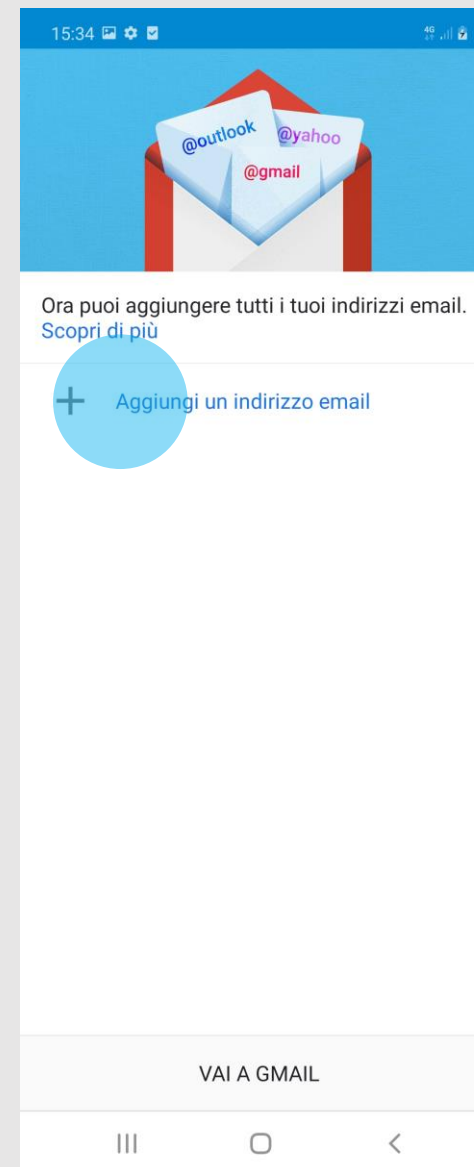 15:34
4G
@outlook
@yahoo
@gmail
Ora puoi aggiungere tutti i tuoi indirizzi email.
Scopri di più
Aggiungi un indirizzo email
VAI A GMAIL